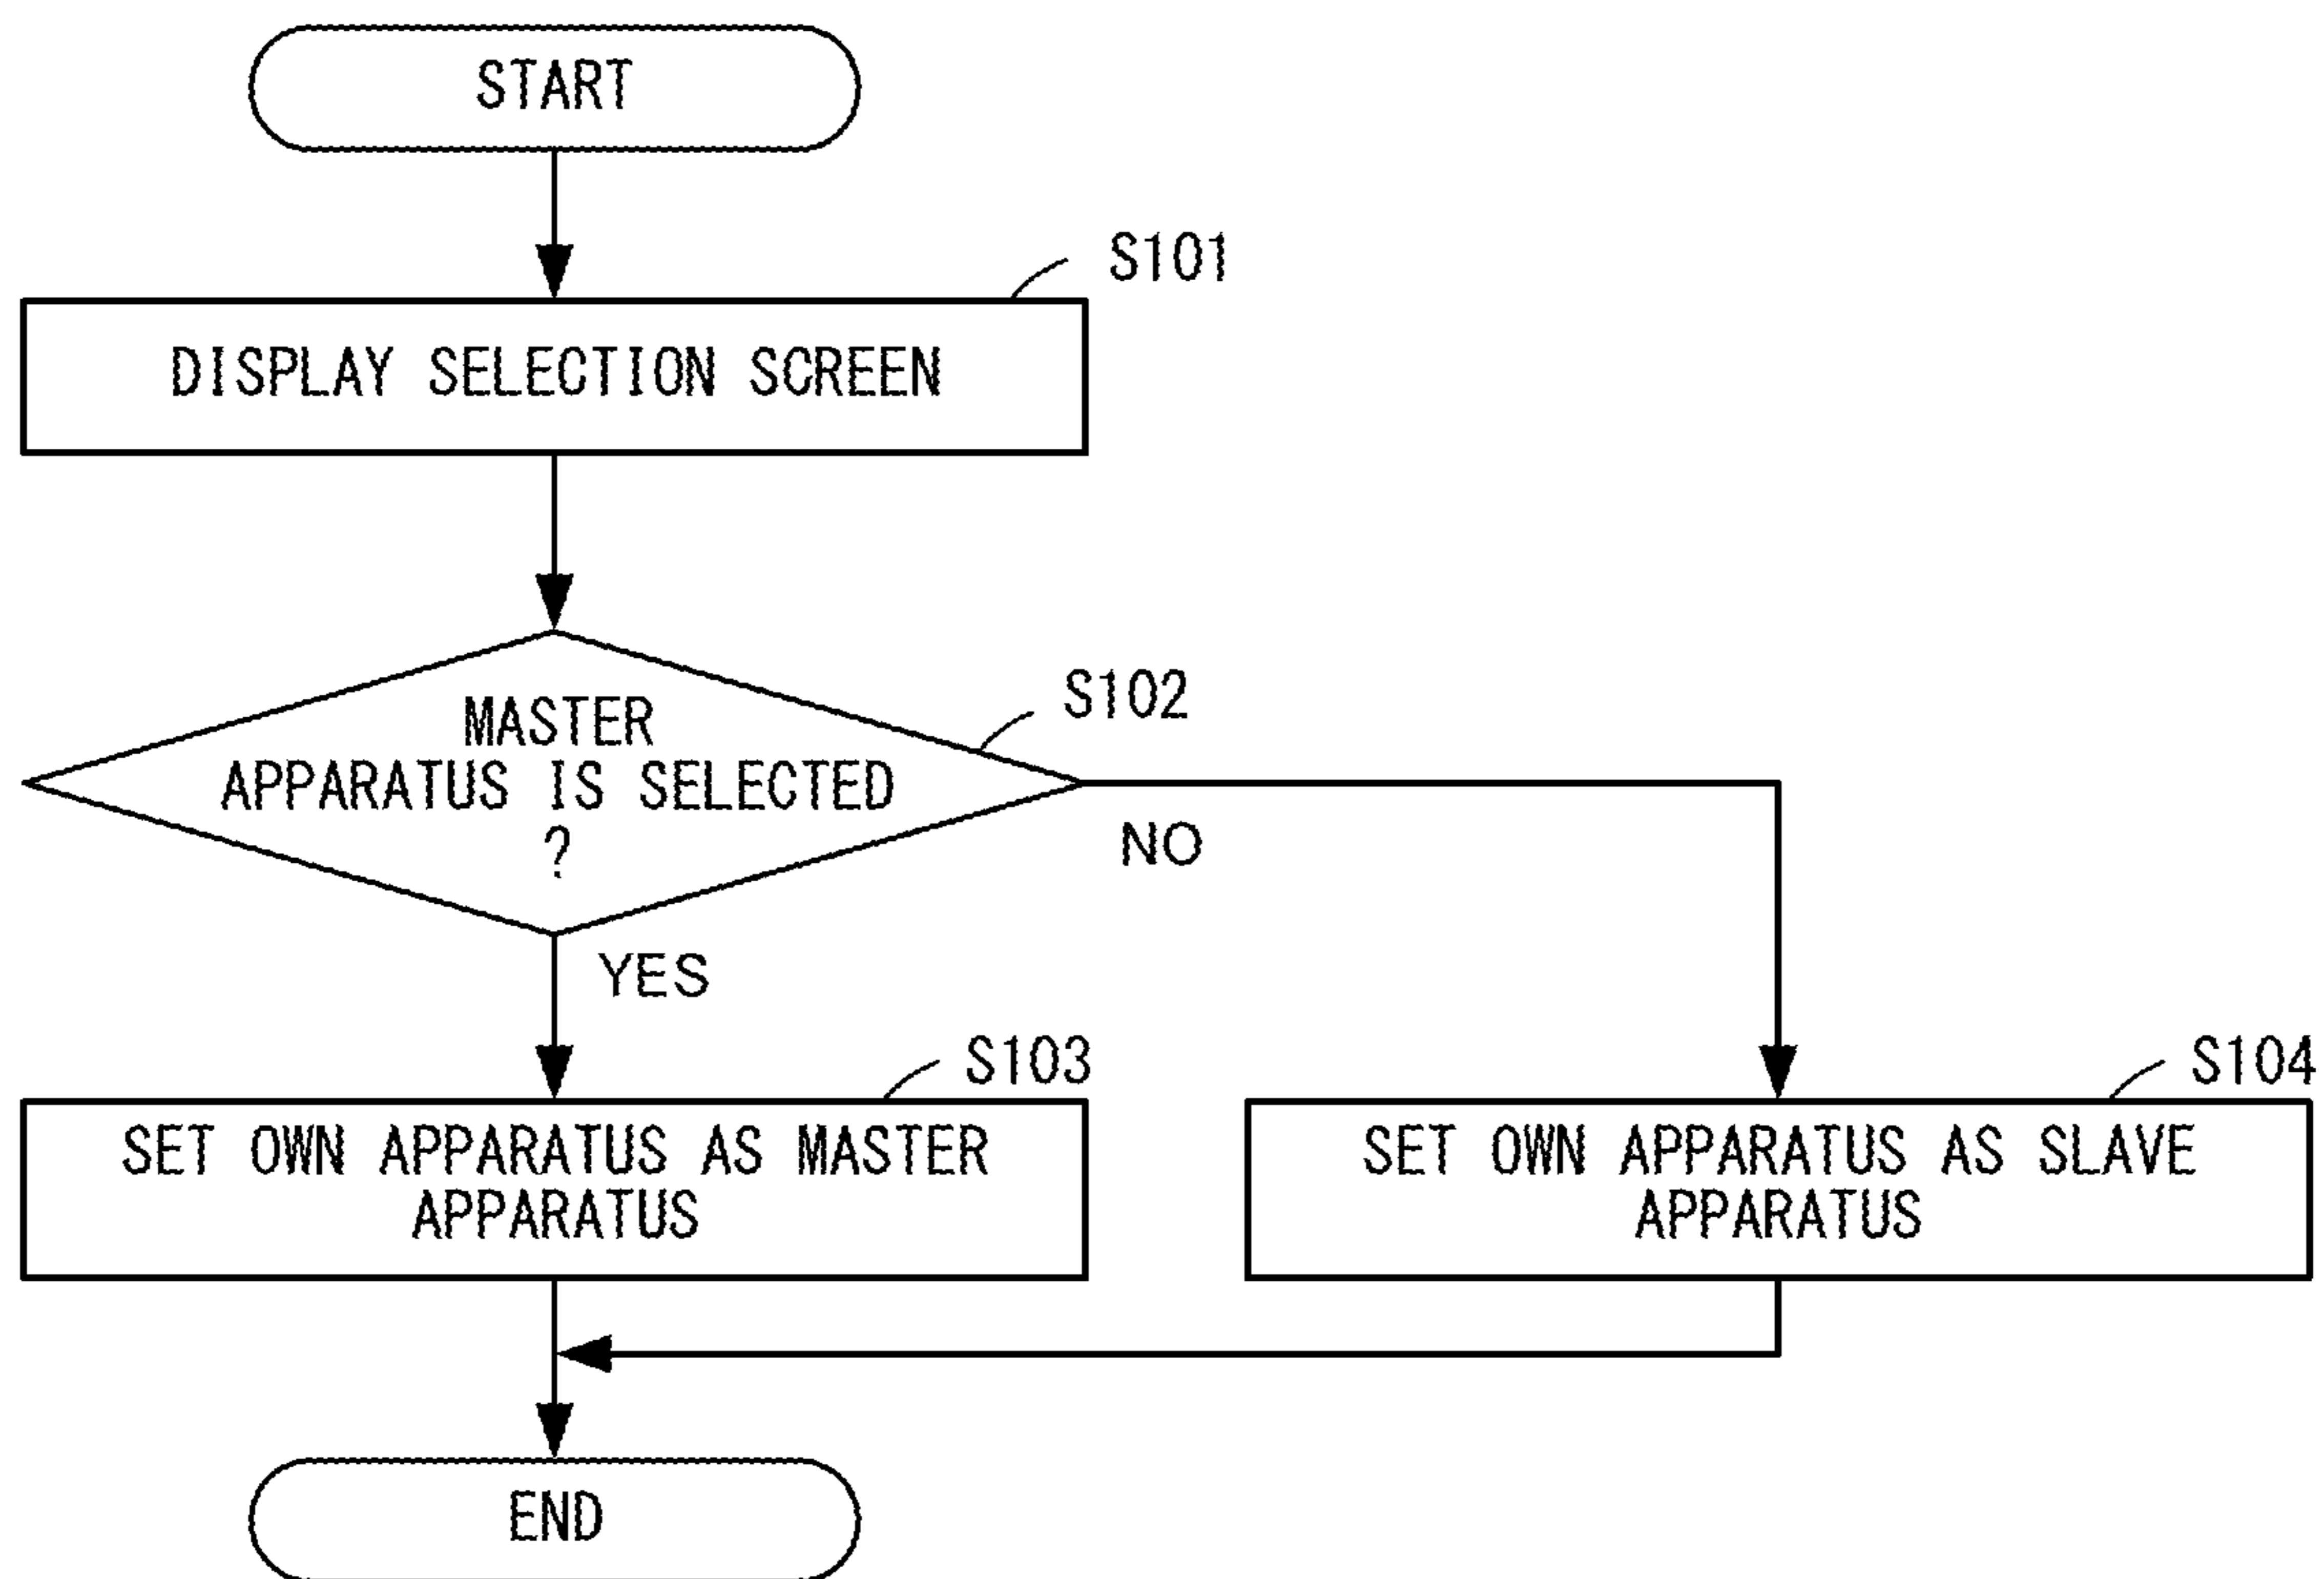 START
S101
DISPLAY SELECTION SCREEN
S102
MASTER
APPARATUS IS SELECTED
?
NO
YES
S103
SET OWN APPARATUS AS MASTER
APPARATUS
S104
SET OWN APPARATUS AS SLAVE
APPARATUS
END